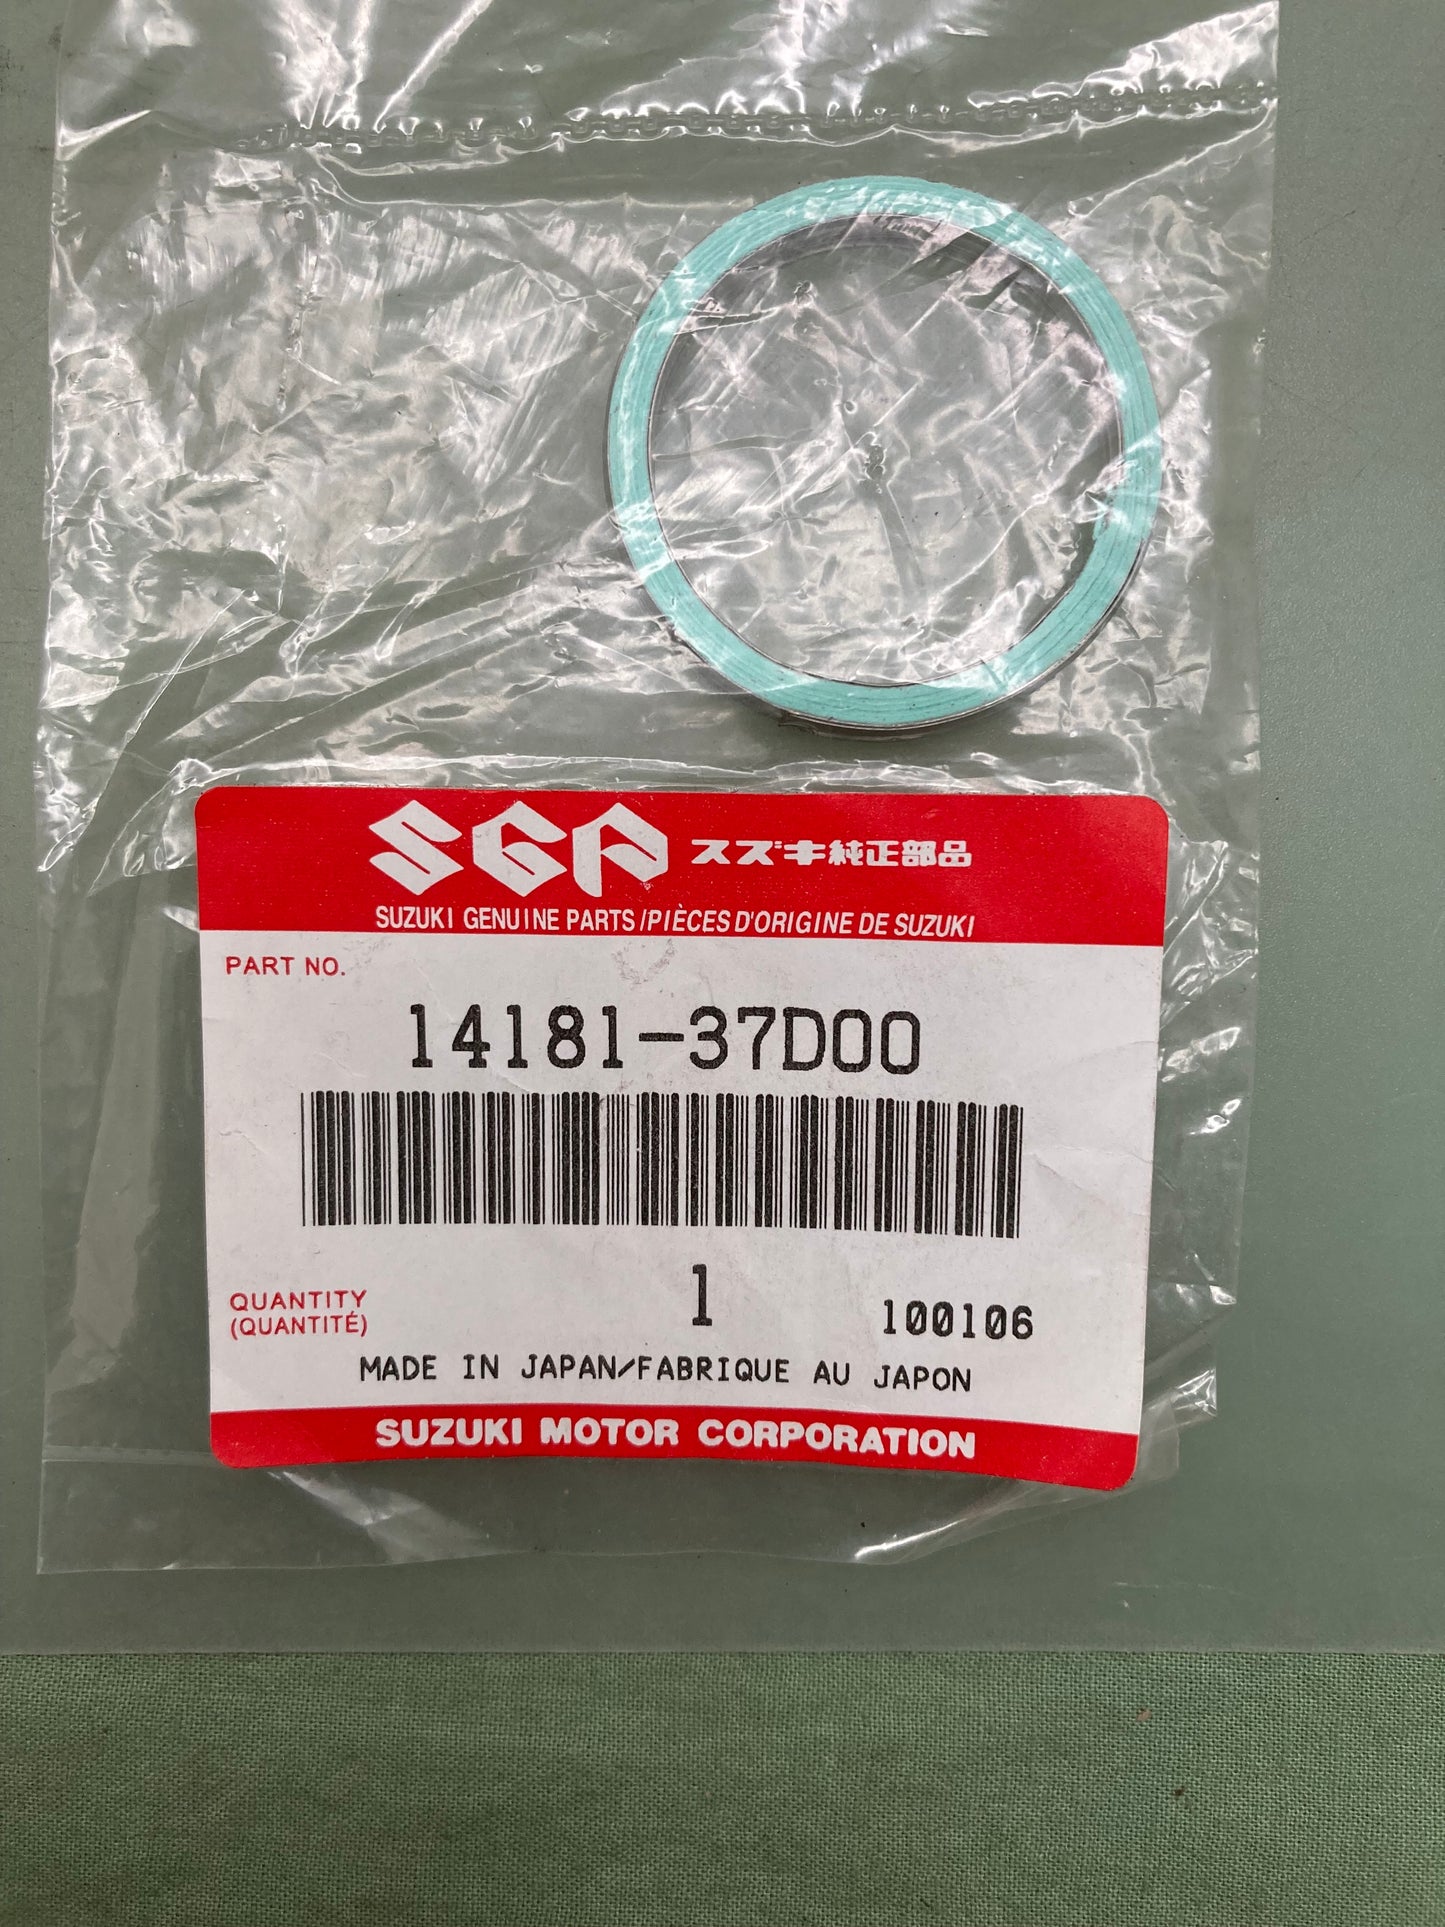 SGP スズキ純正部品
SUZUKI GENUINE PARTS/PIÈCES D'ORIGINE DE SUZUKI
PART NO.
14181-37D00
1
QUANTITY
(QUANTITÉ)
100106
MADE IN JAPAN/FABRIQUE AU JAPON
SUZUKI MOTOR CORPORATION